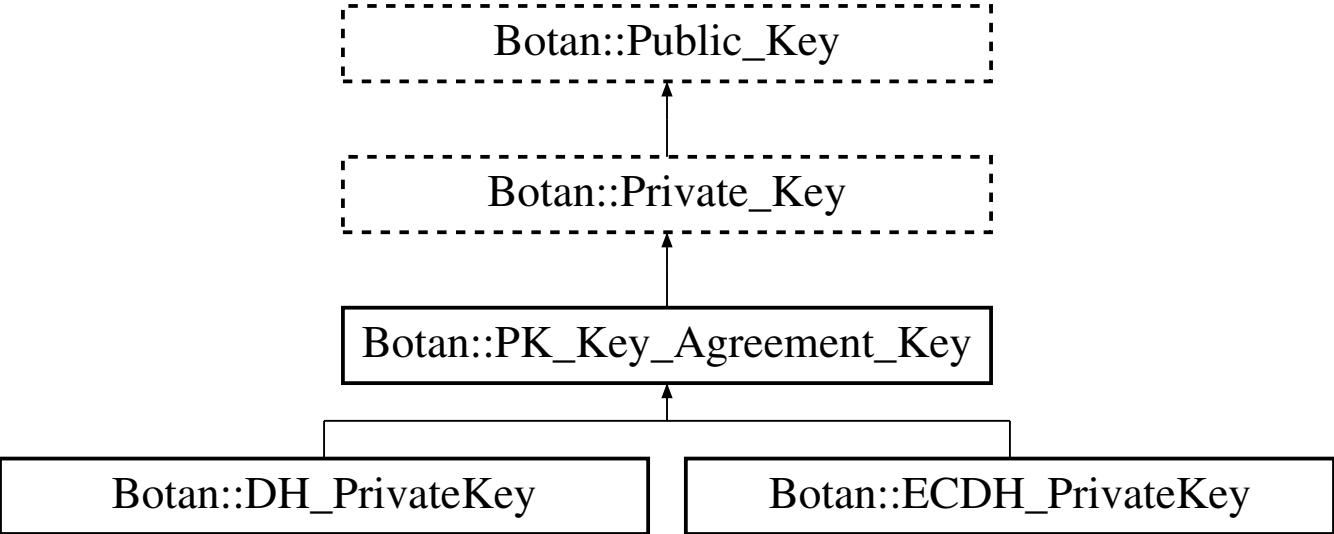 Botan::Public_Key
Botan::Private_Key
Botan::PK_Key_Agreement_Key
Botan::DH_PrivateKey
Botan::ECDH_PrivateKey